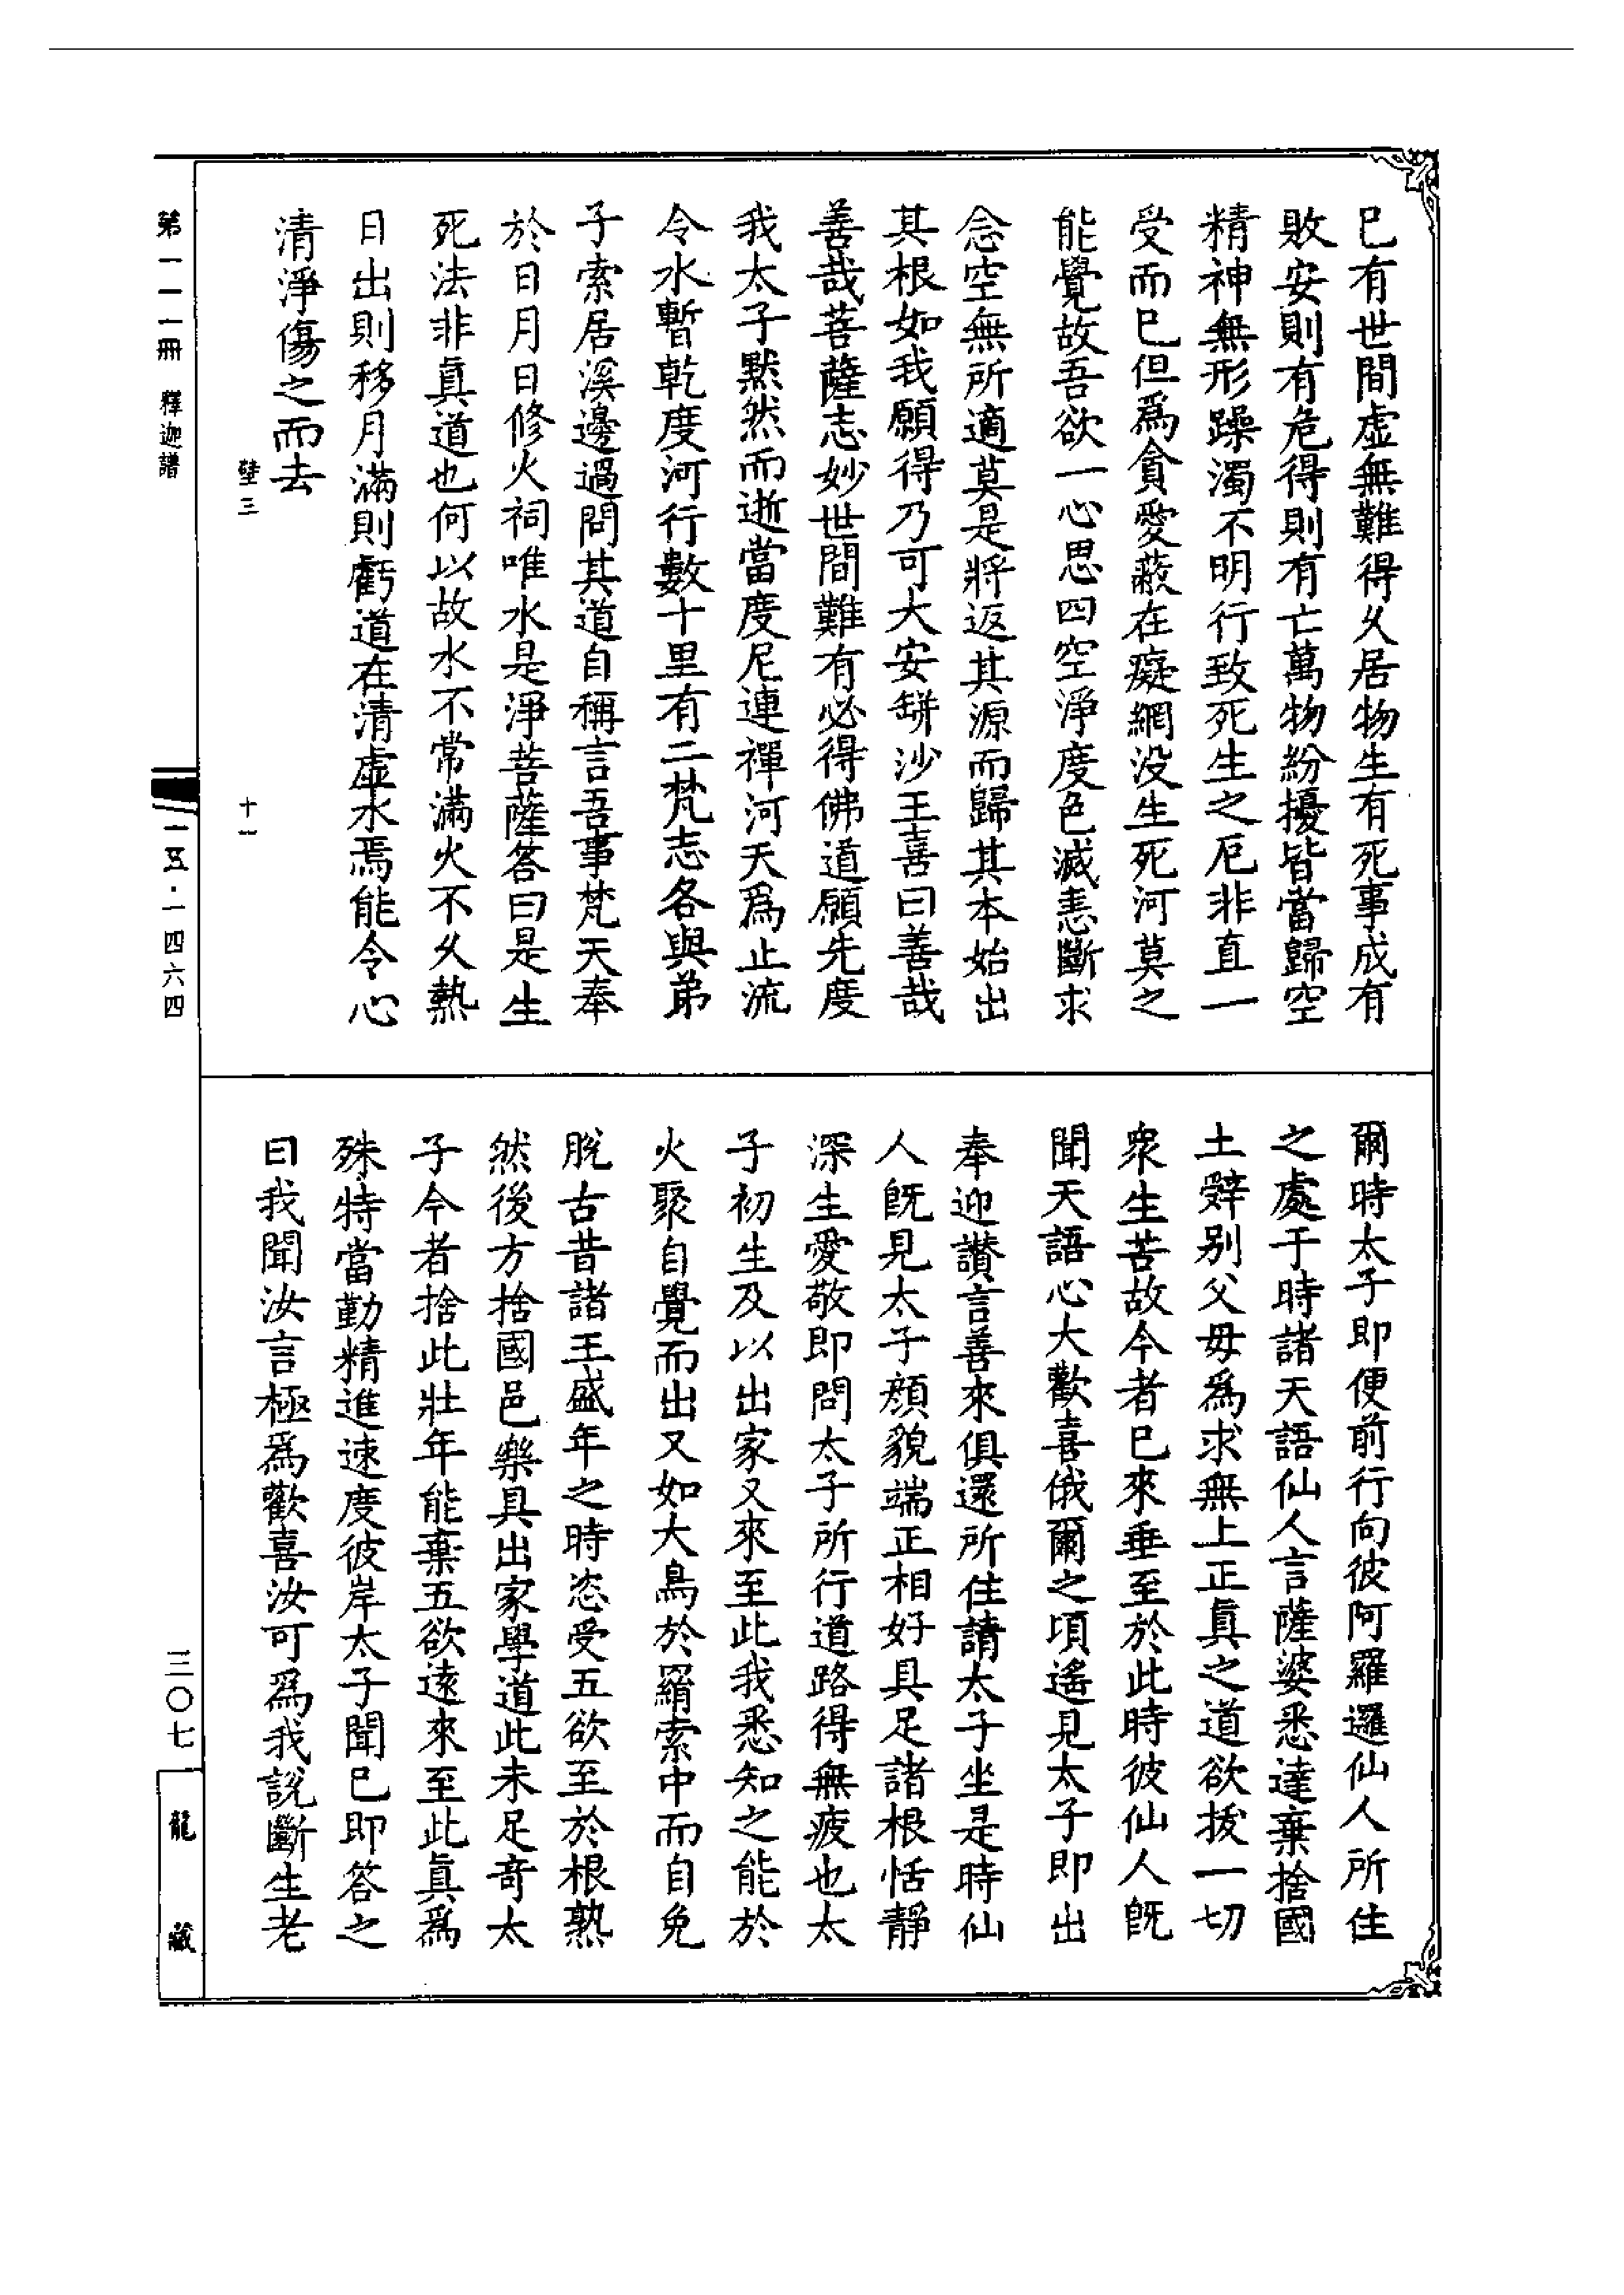 巳有世間虛無難得久居物生有死事成有
敗安則有危得則有亡萬物紛擾皆當歸空
精神無形躁濁不明行致死生之厄非直一
受而巳但爲貪愛蔽在癡網没生死河莫之
能覺故吾欲一心思四空淨度色滅恚斷求
念空無所適莫是將返其源而歸其本始出
其根如我願得乃可大安缾沙王喜曰善哉
善哉菩薩志妙世間難有必得佛道願先度
我太子默然而逝當度尼連禪河天爲止流
令水暫乾度河行數十里有二梵志各與弟
子索居溪邊過問其道自稱言吾事梵天奉
於日月日修火祠唯水是淨菩薩答曰是生
死法非真道也何以故水不常滿火不久熱
日出則移月滿則虧道在清虛水焉能令心
清淨傷之而去
爾時太子即便前行向彼阿羅邏仙人所住
之處于時諸天語仙人言薩婆悉達棄捨國
土辤別父毋爲求無上正真之道欲拔一切
衆生苦故今者巳來垂至於此時彼仙人旣
聞天語心大歡喜俄爾之頃遙見太子即出
奉迎讃言善來俱還所住請太子坐是時仙
人旣見太子顔貌端正相好具足諸根恬靜
深生愛敬即問太子所行道路得無疲也太
子初生及以出家又來至此我悉知之能於
火聚自覺而出又如大鳥於羂索中而自免
脫古昔諸王盛年之時恣受五欲至於根熟
然後方捨國邑樂具出家學道此未足奇太
子今者捨此壯年能棄五欲遠來至此真爲
殊特當勤精進速度彼岸太子聞巳即答之
曰我聞汝言極爲歡喜汝可爲我説斷生老
壁三
十一
第一一一冊 釋迦譜
一五·一四六四
三〇七
龍藏